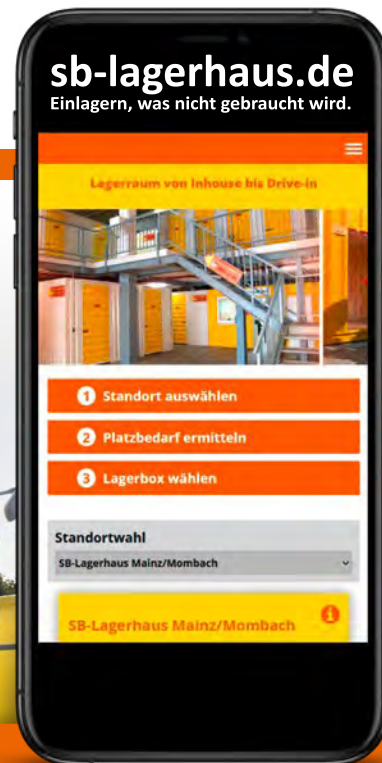 sb-lagerhaus.de
Einlagern, was nicht gebraucht wird.
Lagerraum von Inhouse bis Drive-in
1 Standort auswählen
2 Platzbedarf ermitteln
3 Lagerbox wählen
Standortwahl
SB-Lagerhaus Mainz/Mombach
SB-Lagerhaus Mainz/Mombach